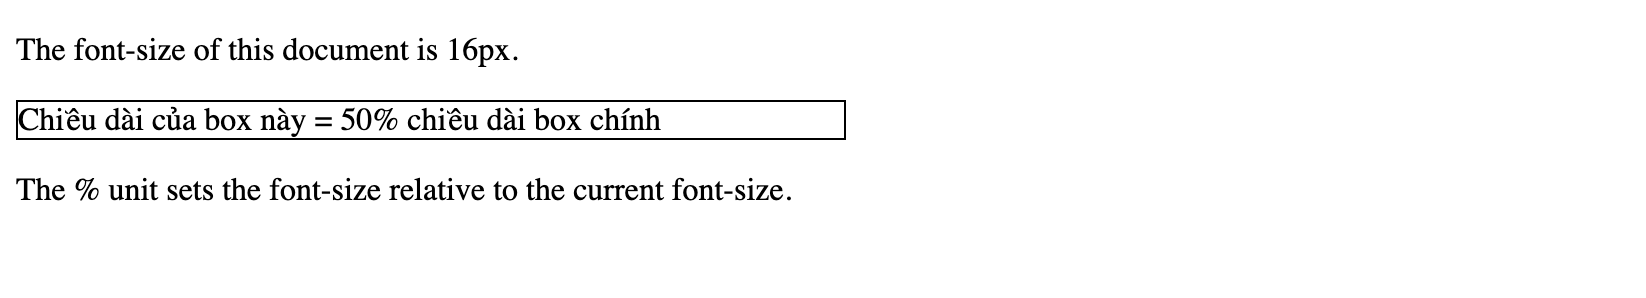 The font-size of this document is 16px.
Chiều dài của box này = 50% chiều dài box chính
The % unit sets the font-size relative to the current font-size.